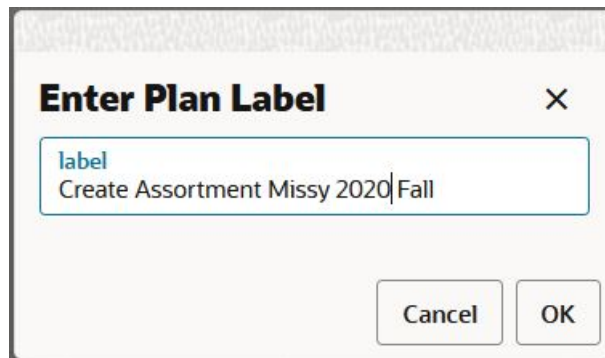 Enter Plan Label
label
Create Assortment Missy 2020 Fall
Cancel OK